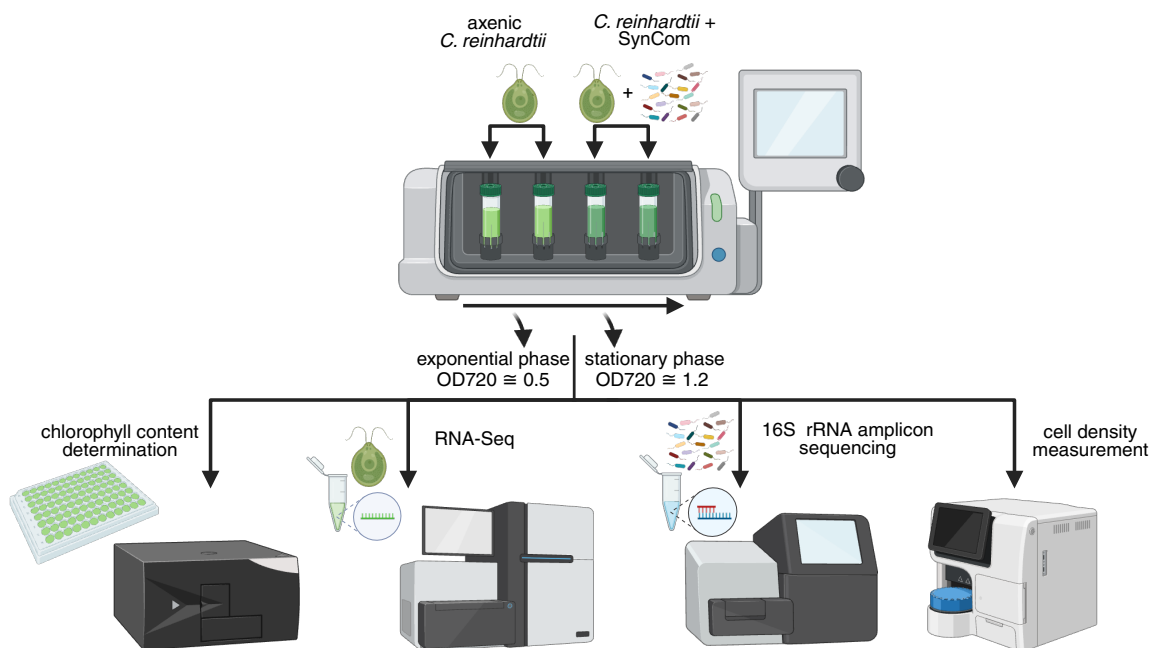 axenic
C. reinhardtii
C. reinhardtii +
SynCom
+
exponential phase
OD720 ≅ 0.5
stationary phase
OD720 ≅ 1.2
chlorophyll content
determination
RNA-Seq
16S rRNA amplicon
sequencing
cell density
measurement